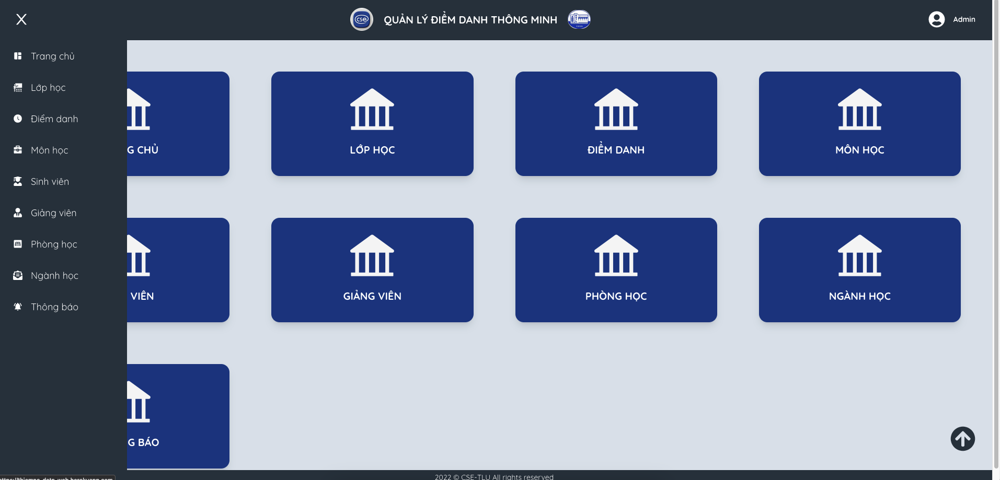 X
cse
QUẢN LÝ ĐIỂM DANH THÔNG MINH
Admin
Trang chủ
Lớp học
Điểm danh
Môn học
Sinh viên
Giảng viên
Phòng học
Ngành học
Thông báo
G CHỦ
LỚP HỌC
ĐIỂM DANH
MÔN HỌC
VIÊN
GIẢNG VIÊN
PHÒNG HỌC
NGÀNH HỌC
G BÁO
2022 © CSE-TLU All rights reserved